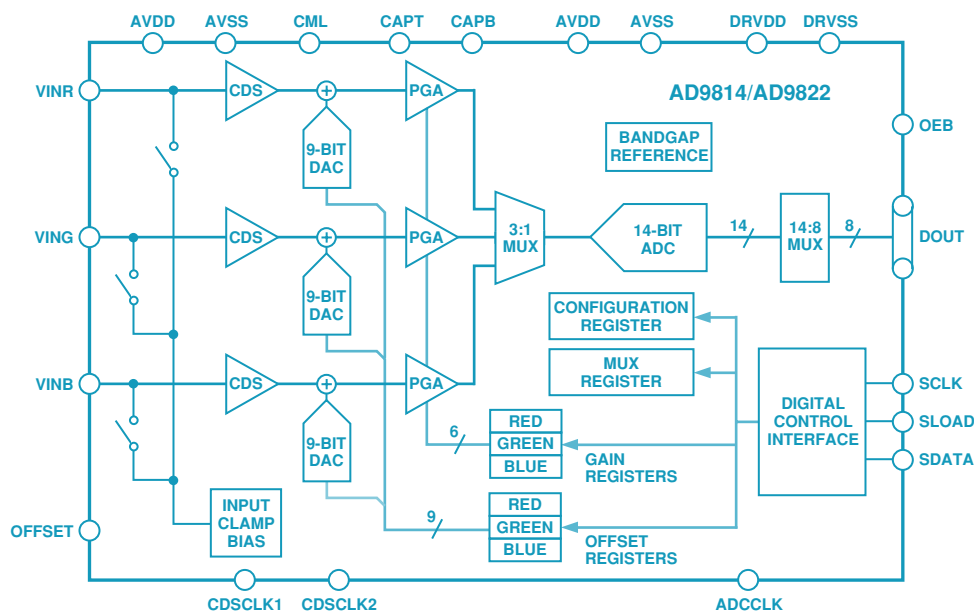 AVDD AVSS CML CAPT CAPB AVDD AVSS DRVDD DRVSS
VINR
CDS
+
PGA
AD9814/AD9822
9-BIT
DAC
BANDGAP
REFERENCE
OEB
VING
CDS
+
PGA
3:1
MUX
14-BIT
ADC
14
14:8
MUX
8
DOUT
9-BIT
DAC
CONFIGURATION
REGISTER
VINB
CDS
+
PGA
MUX
REGISTER
DIGITAL
CONTROL
INTERFACE
SCLK
SLOAD
SDATA
9-BIT
DAC
6
RED
GREEN
BLUE
GAIN
REGISTERS
INPUT
CLAMP
BIAS
9
RED
GREEN
BLUE
OFFSET
REGISTERS
OFFSET
CDSCLK1 CDSCLK2 ADCCLK